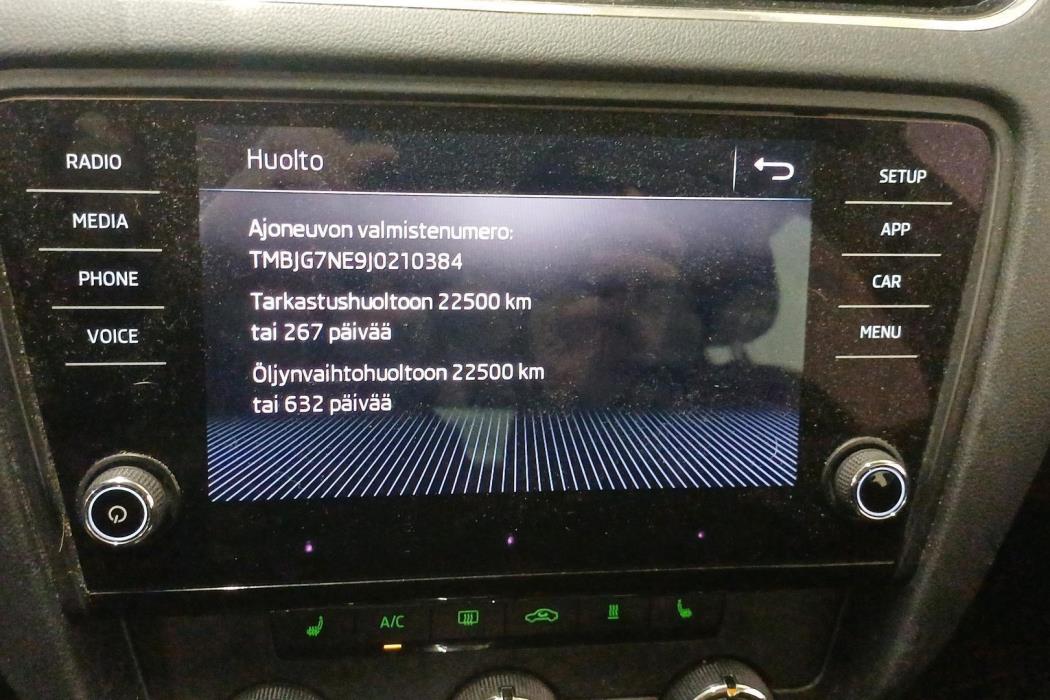 Huolto
Ajoneuvon valmistenumero:
TMBJG7NE9J0210384
Tarkastushuoltoon 22500 km
tai 267 päivää
Öljynvaihtohuoltoon 22500 km
tai 632 päivää
RADIO
MEDIA
PHONE
VOICE
SETUP
APP
CAR
MENU
A/C